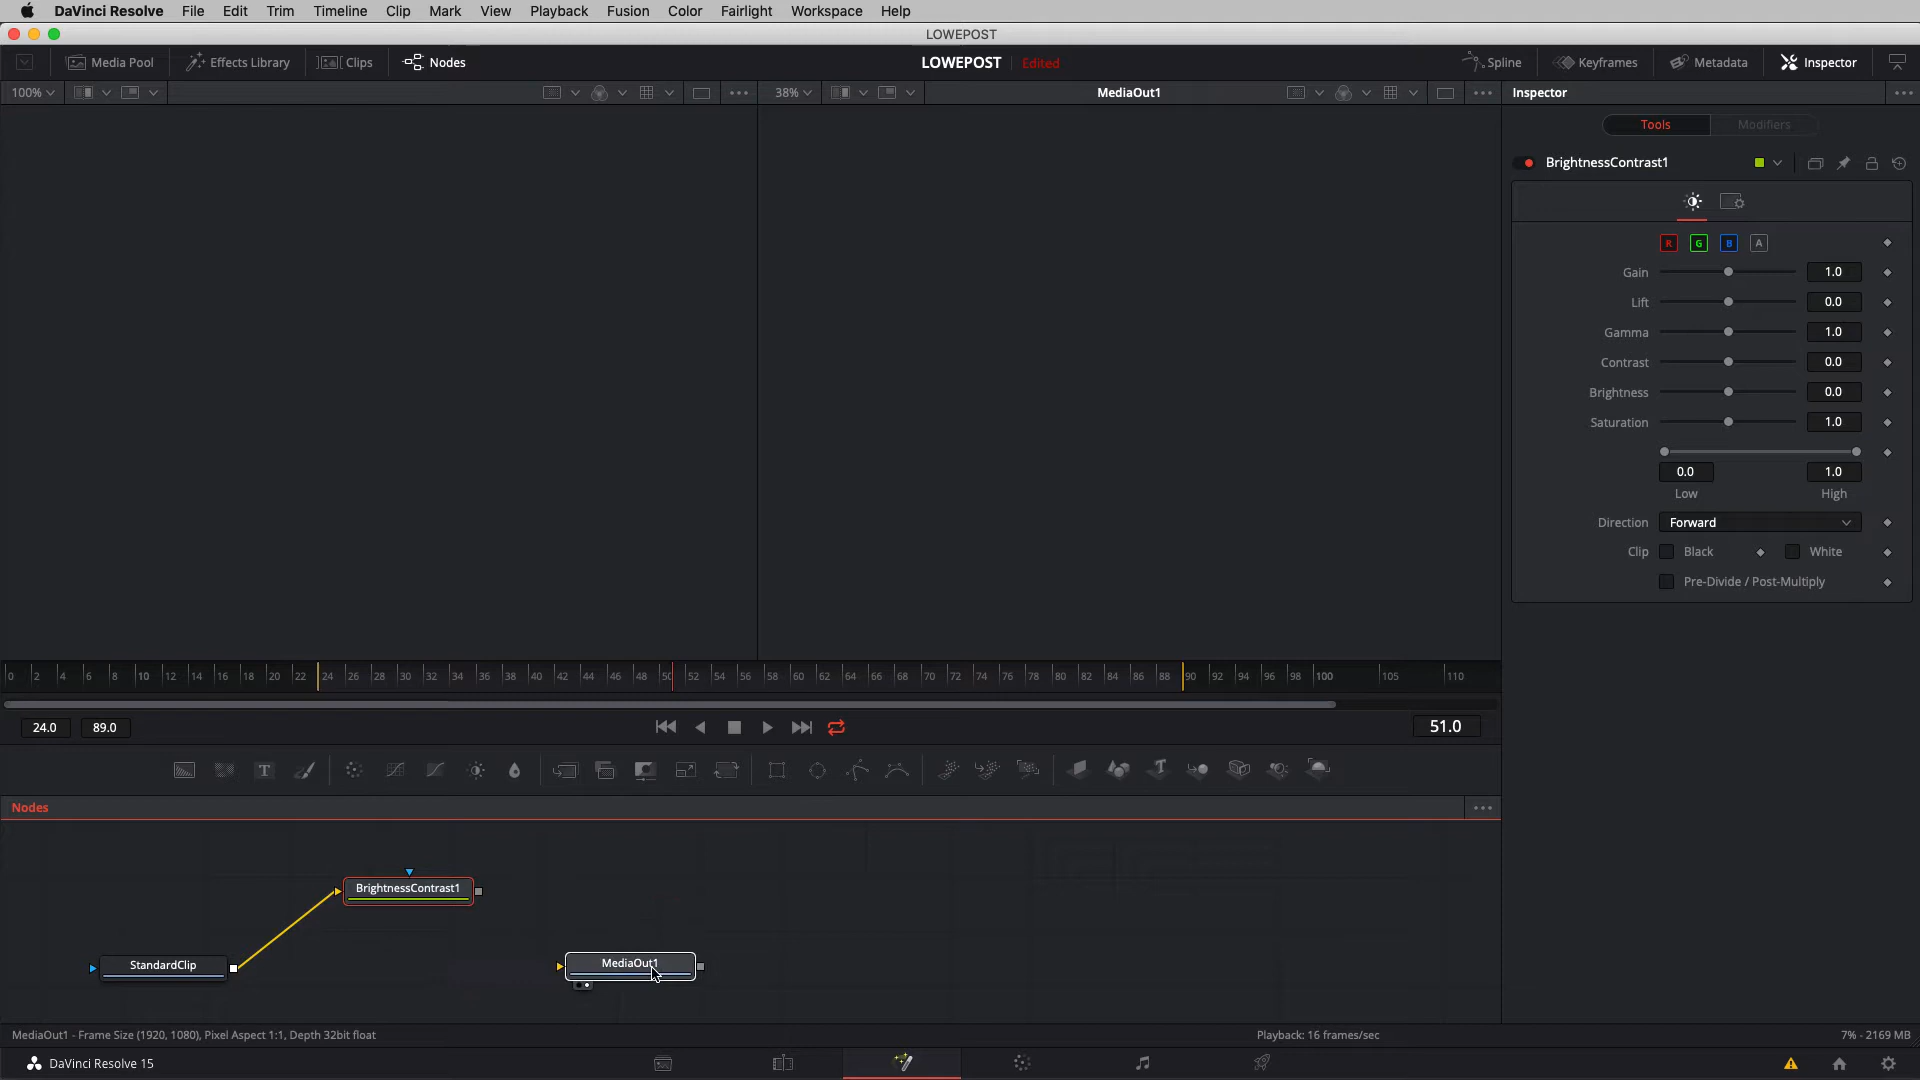 DaVinci Resolve File Edit Trim Timeline Clip Mark View Playback Fusion Color Fairlight Workspace Help
LOWEPOST
Media Pool Effects Library Clips Nodes LOWEPOST Edited Spline Keyframes Metadata Inspector
100% 38% MediaOut1 Inspector
Tools Modifiers
BrightnessContrast1
R G B A
Gain 1.0
Lift 0.0
Gamma 1.0
Contrast 0.0
Brightness 0.0
Saturation 1.0
0.0 1.0
Low High
Direction Forward
Clip Black White
Pre-Divide / Post-Multiply
0 2 4 6 8 10 12 14 16 18 20 22 24 26 28 30 32 34 36 38 40 42 44 46 48 50 52 54 56 58 60 62 64 66 68 70 72 74 76 78 80 82 84 86 88 90 92 94 96 98 100 105 110
24.0 89.0 51.0
T T
Nodes
BrightnessContrast1
StandardClip MediaOut1
MediaOut1 - Frame Size (1920, 1080), Pixel Aspect 1:1, Depth 32bit float Playback: 16 frames/sec 7% - 2169 MB
DaVinci Resolve 15